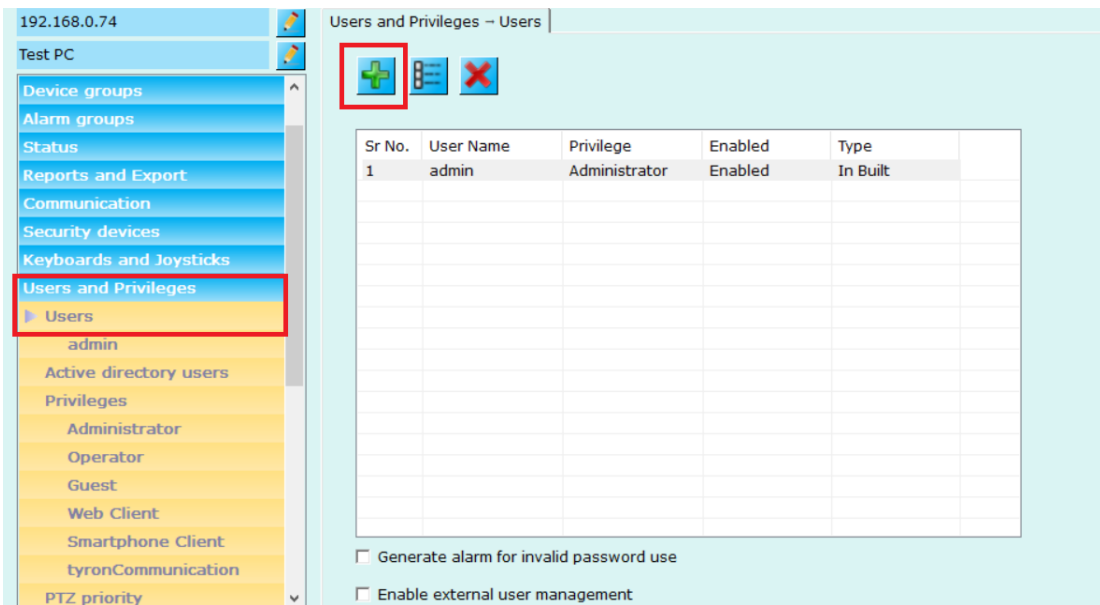 192.168.0.74
Test PC
Device groups
Alarm groups
Status
Reports and Export
Communication
Security devices
Keyboards and Joysticks
Users and Privileges
Users
admin
Active directory users
Privileges
Administrator
Operator
Guest
Web Client
Smartphone Client
tyronCommunication
PTZ priority
Users and Privileges – Users
Sr No. User Name Privilege Enabled Type
1 admin Administrator Enabled In Built
Generate alarm for invalid password use
Enable external user management